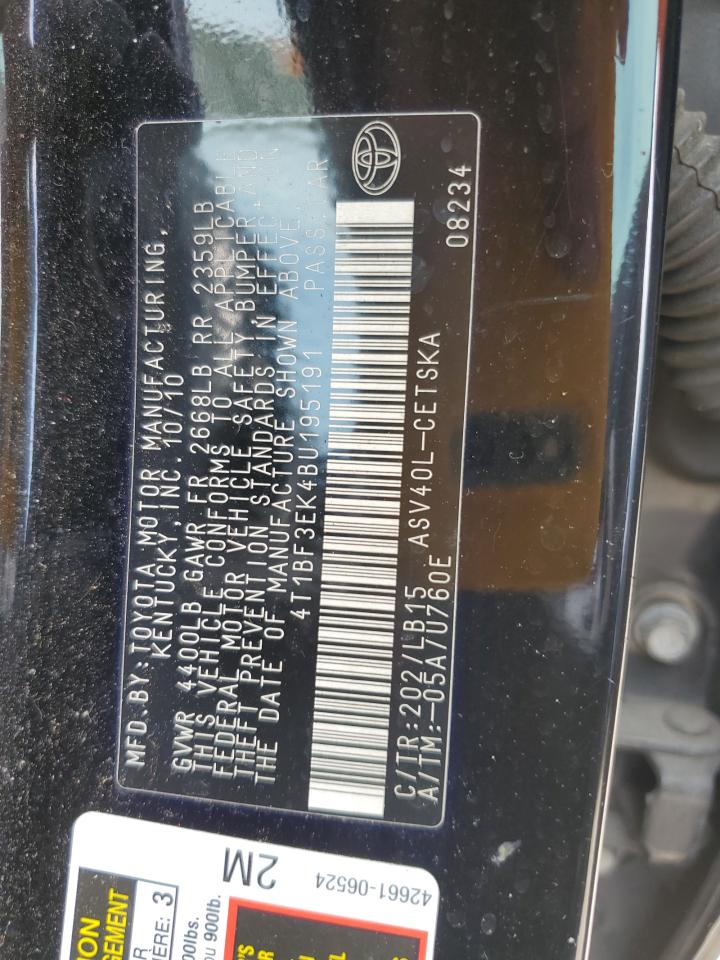 MFD.BY:TOYOTA MOTOR MANUFACTURING,
KENTUCKY,INC. 10/10
GVWR 4400LB GAWR FR 2668LB RR 2359LB
THIS VEHICLE CONFORMS TO ALL APPLICABLE
FEDERAL MOTOR VEHICLE SAFETY BUMPER, AND
THEFT PREVENTION STANDARDS IN EFFECT ON
THE DATE OF MANUFACTURE SHOWN ABOVE.
4T1BF3EK4BU195191 PASS.CAR
C/TR:202/LB15 ASV40L-CETSKA 08234
A/TM:-05A/U760E
2M
42661-06524
3
900lb.